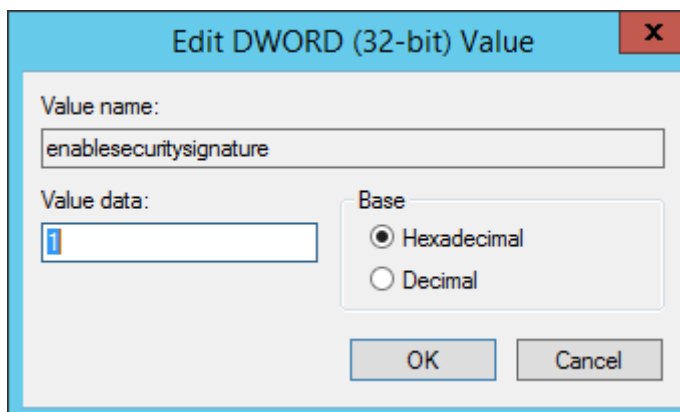 Edit DWORD (32-bit) Value
x
Value name:
enablesecuritysignature
Value data:
1
Base
Hexadecimal
Decimal
OK
Cancel